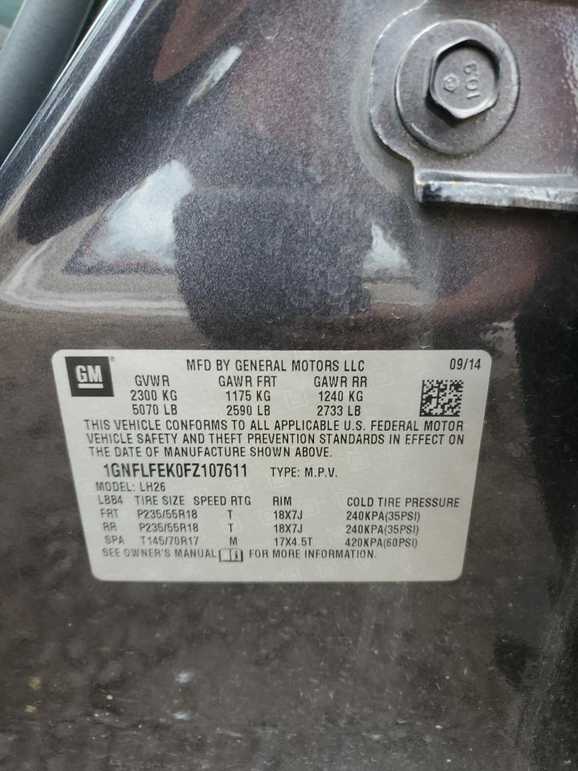 109
GM
MFD BY GENERAL MOTORS LLC 09/14
GVWR GAWR FRT GAWR RR
2300 KG 1175 KG 1240 KG
5070 LB 2590 LB 2733 LB
THIS VEHICLE CONFORMS TO ALL APPLICABLE U.S. FEDERAL MOTOR
VEHICLE SAFETY AND THEFT PREVENTION STANDARDS IN EFFECT ON
THE DATE OF MANUFACTURE SHOWN ABOVE.
1GNFLFEK0FZ107611 TYPE: M.P.V.
MODEL: LH26
LBB4 TIRE SIZE SPEED RTG RIM COLD TIRE PRESSURE
FRT P235/55R18 T 18X7J 240KPA(35PSI)
RR P235/55R18 T 18X7J 240KPA(35PSI)
SPA T145/70R17 M 17X4.5T 420KPA(60PSI)
SEE OWNER'S MANUAL FOR MORE INFORMATION.